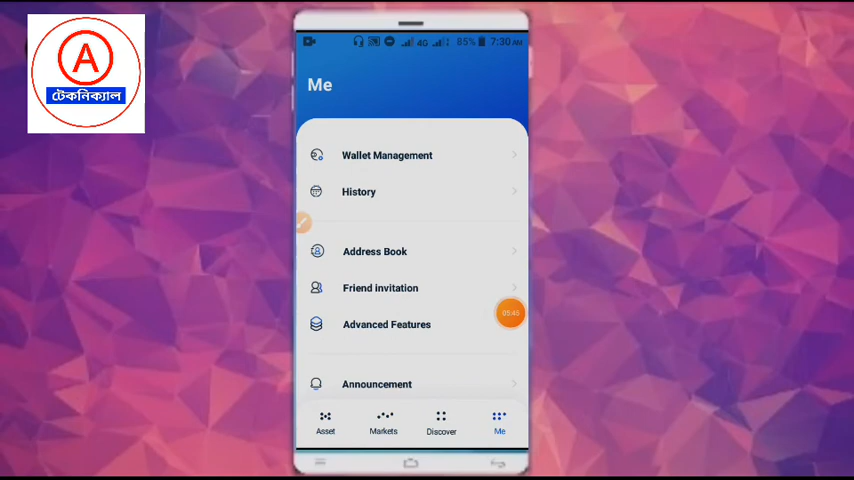 A
টেকনিক্যাল
4G 85% 7:30 AM
Me
Wallet Management
History
Address Book
Friend invitation
05:45
Advanced Features
Announcement
Asset Markets Discover Me